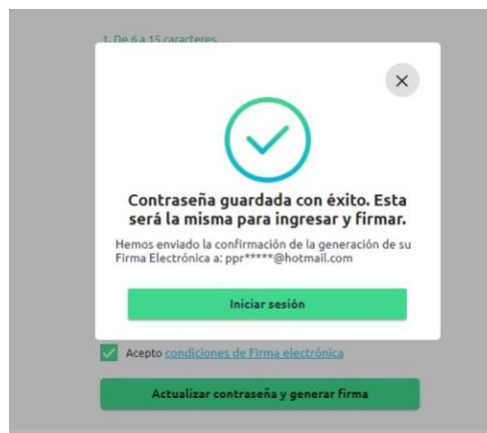 1. De 6 a 15 caracteres.
Contraseña guardada con éxito. Esta
será la misma para ingresar y firmar.
Hemos enviado la confirmación de la generación de su
Firma Electrónica a: ppr*****@hotmail.com
Iniciar sesión
Acepto condiciones de Firma electrónica
Actualizar contraseña y generar firma